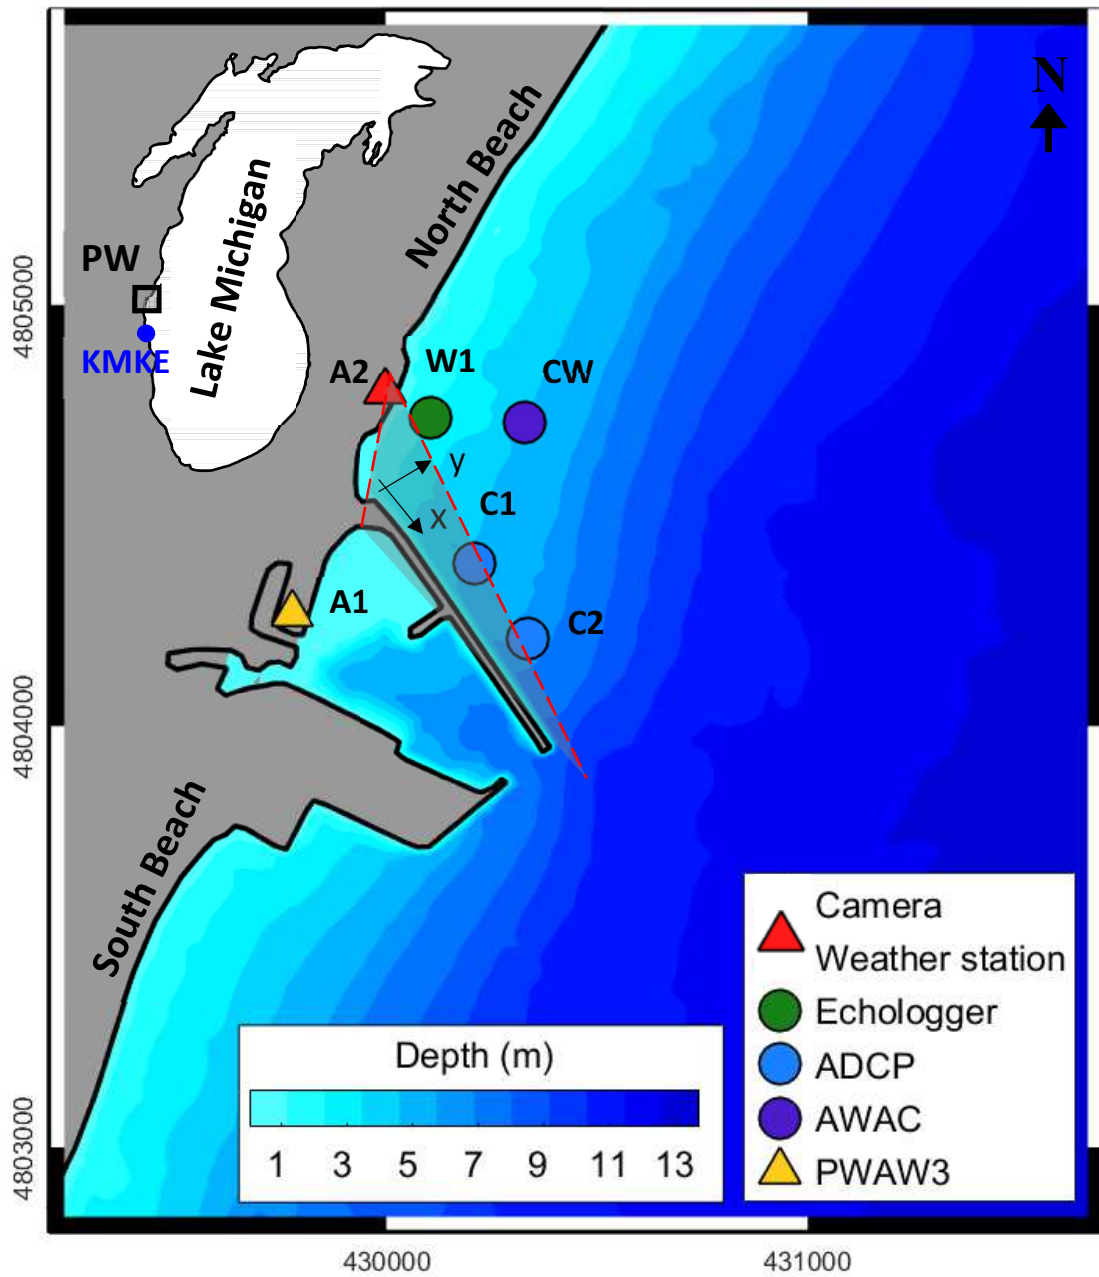 N
North Beach
Lake Michigan
PW
KMKE
A2
W1
CW
y
x
C1
C2
A1
South Beach
4805000
4804000
4803000
430000
431000
Depth (m)
1 3 5 7 9 11 13
Camera
Weather station
Echologger
ADCP
AWAC
PWAW3